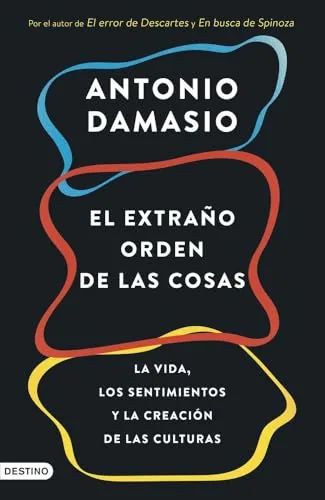 Por el autor de El error de Descartes y En busca de Spinoza
ANTONIO
DAMASIO
EL EXTRAÑO
ORDEN
DE LAS COSAS
LA VIDA,
LOS SENTIMIENTOS
Y LA CREACIÓN
DE LAS CULTURAS
DESTINO